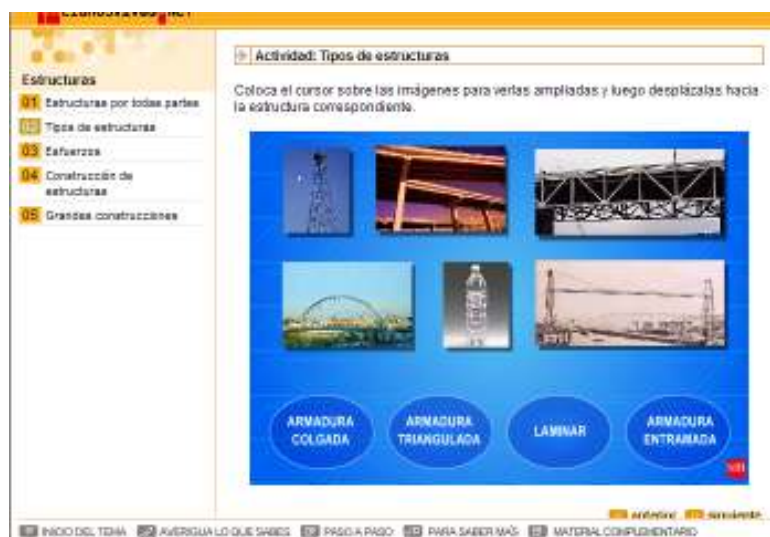 librosvivos.net
Actividad: Tipos de estructuras
Estructuras
01 Estructuras por todas partes
02 Tipos de estructuras
03 Esfuerzos
04 Construcción de
estructuras
05 Grandes construcciones
Coloca el cursor sobre las imágenes para verlas ampliadas y luego desplázalas hacia
la estructura correspondiente.
ARMADURA
COLGADA
ARMADURA
TRIANGULADA
LAMINAR
ARMADURA
ENTRAMADA
sm
anterior siguiente
INICIO DEL TEMA AVERIGUA LO QUE SABES PASO A PASO PARA SABER MÁS MATERIAL COMPLEMENTARIO